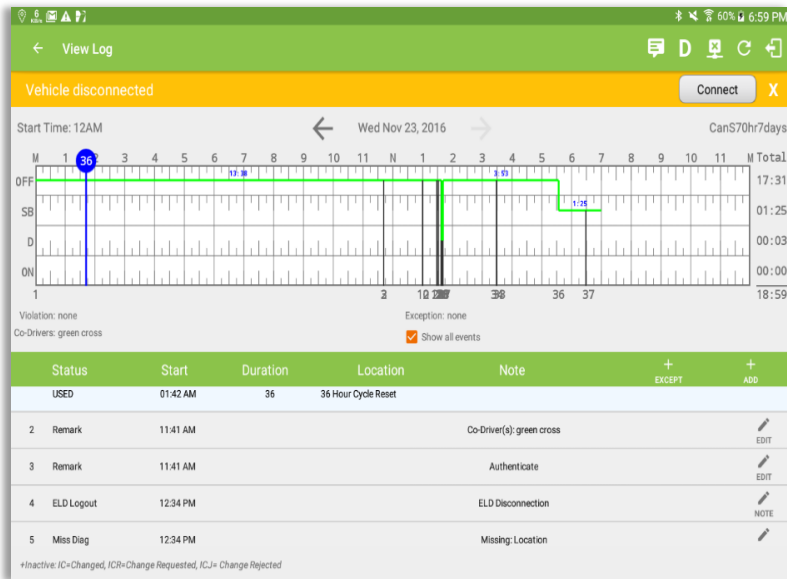 6 KB/s 60% 6:59 PM
View Log D
Vehicle disconnected Connect X
Start Time: 12AM Wed Nov 23, 2016 CanS70hr7days
M 1 2 3 4 5 6 7 8 9 10 11 N 1 2 3 4 5 6 7 8 9 10 11 M Total
36
OFF 13:38 3:53 17:31
SB 1:25 01:25
D 00:03
ON 00:00
1 36 37 18:59
Violation: none Exception: none
Co-Drivers: green cross Show all events
Status Start Duration Location Note + EXCEPT + ADD
USED 01:42 AM 36 36 Hour Cycle Reset
2 Remark 11:41 AM Co-Driver(s): green cross EDIT
3 Remark 11:41 AM Authenticate EDIT
4 ELD Logout 12:34 PM ELD Disconnection NOTE
5 Miss Diag 12:34 PM Missing: Location
+Inactive: IC=Changed, ICR=Change Requested, ICJ= Change Rejected